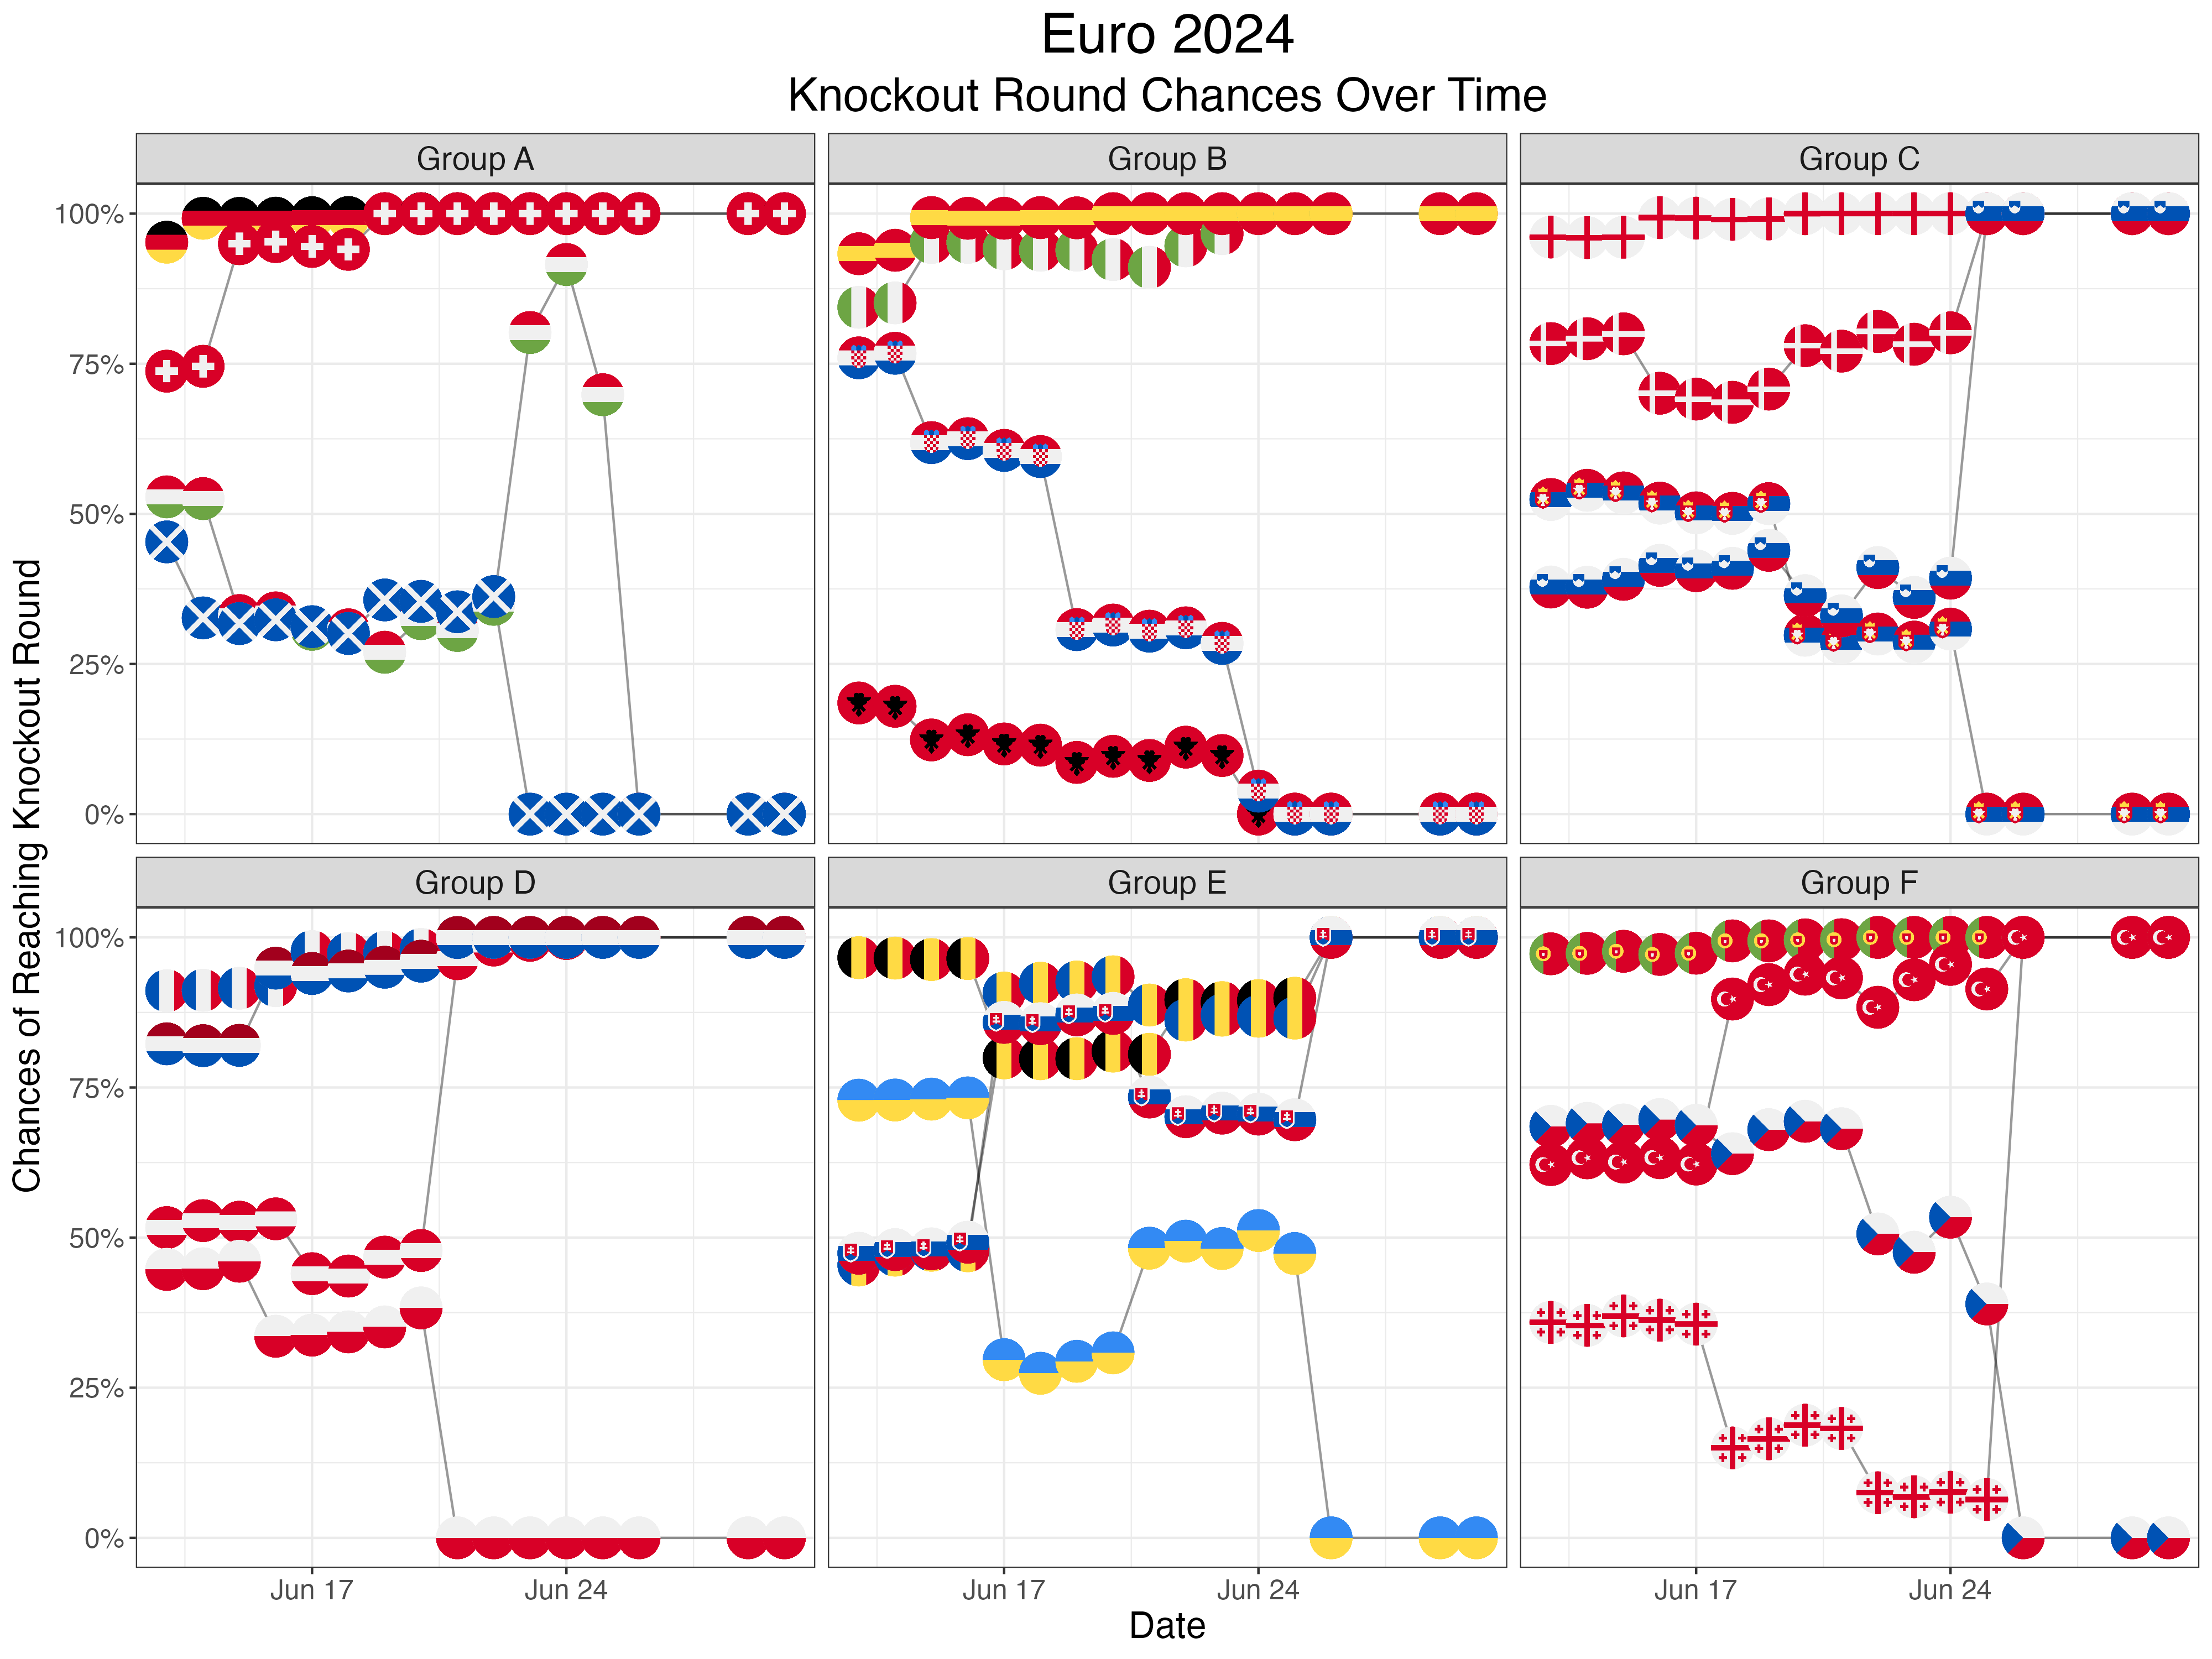 Euro 2024
Knockout Round Chances Over Time
Group A
Group B
Group C
100%
75%
50%
25%
0%
Group D
Group E
Group F
100%
75%
50%
25%
0%
Jun 17
Jun 24
Jun 17
Jun 24
Jun 17
Jun 24
Date
Chances of Reaching Knockout Round